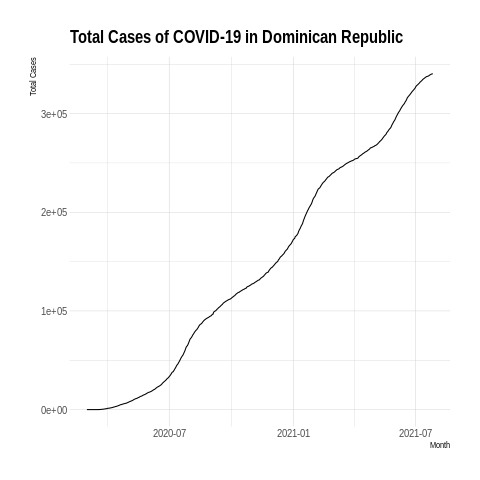 Total Cases of COVID-19 in Dominican Republic
Total Cases
3e+05
2e+05
1e+05
0e+00
2020-07 2021-01 2021-07
Month